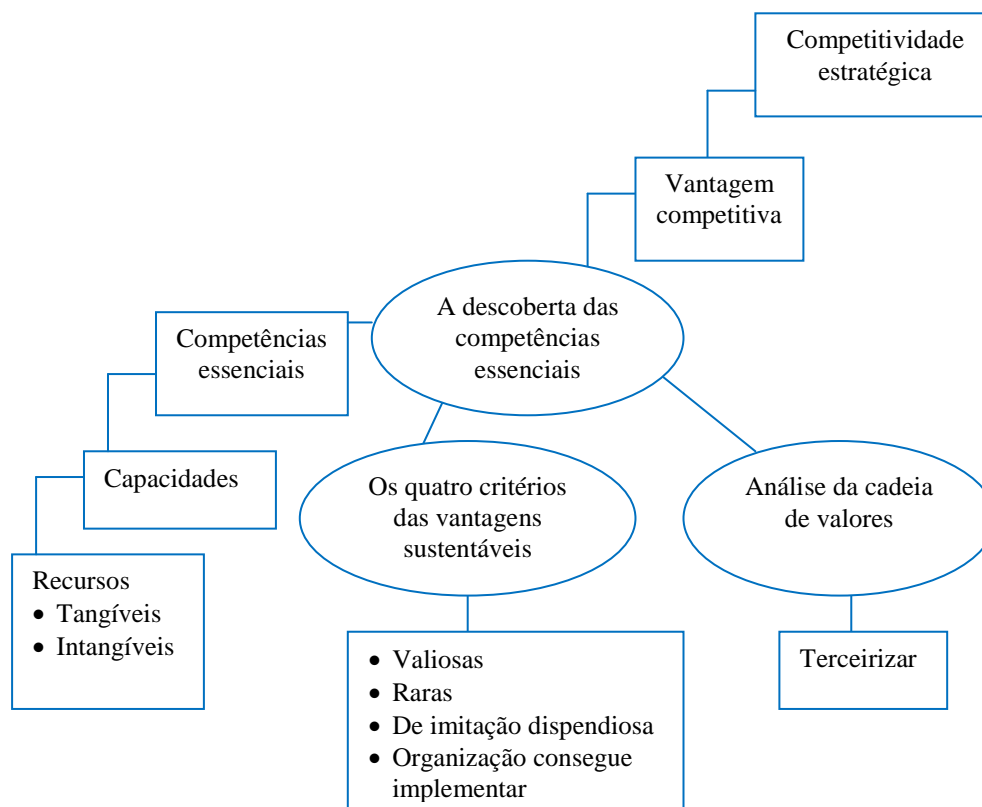 Competitividade
estratégica
Vantagem
competitiva
A descoberta das
competências
essenciais
Competências
essenciais
Capacidades
Recursos
• Tangíveis
• Intangíveis
Os quatro critérios
das vantagens
sustentáveis
Análise da cadeia
de valores
• Valiosas
• Raras
• De imitação dispendiosa
• Organização consegue
implementar
Terceirizar